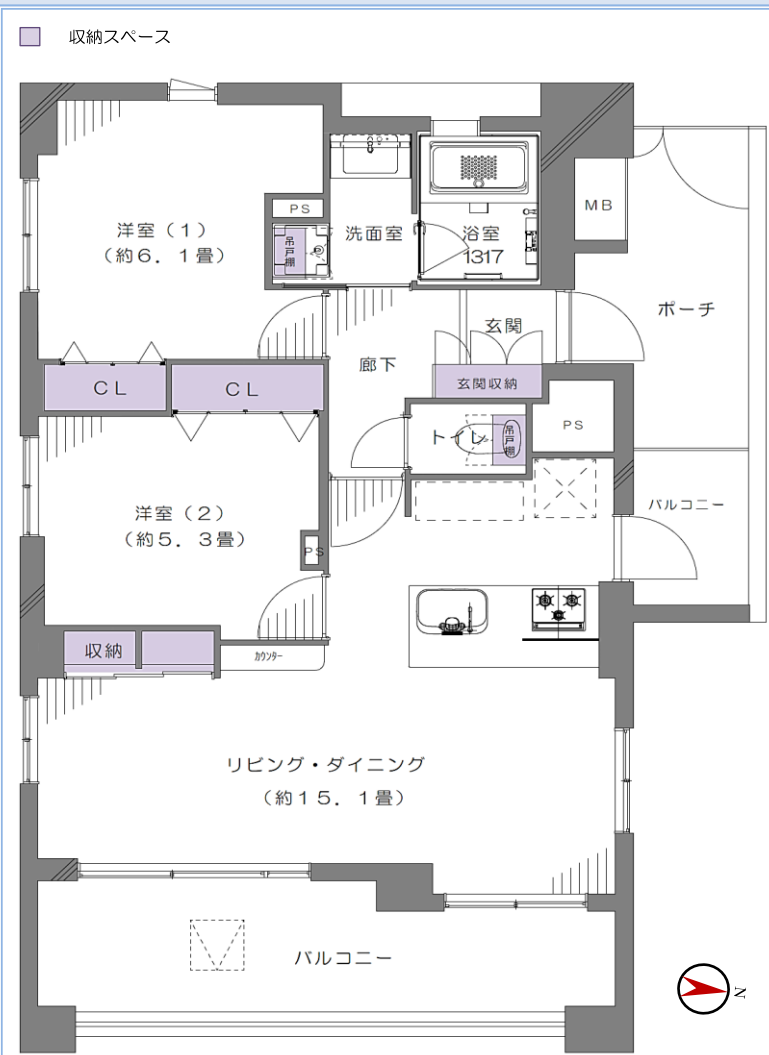 収納スペース
洋室（1）
（約6．1畳）
PS
吊戸棚
洗面室
浴室
1317
MB
ポーチ
玄関
廊下
玄関収納
CL
CL
トイレ
吊戸棚
PS
洋室（2）
（約5．3畳）
PS
バルコニー
収納
カウンター
リビング・ダイニング
（約15．1畳）
バルコニー
N